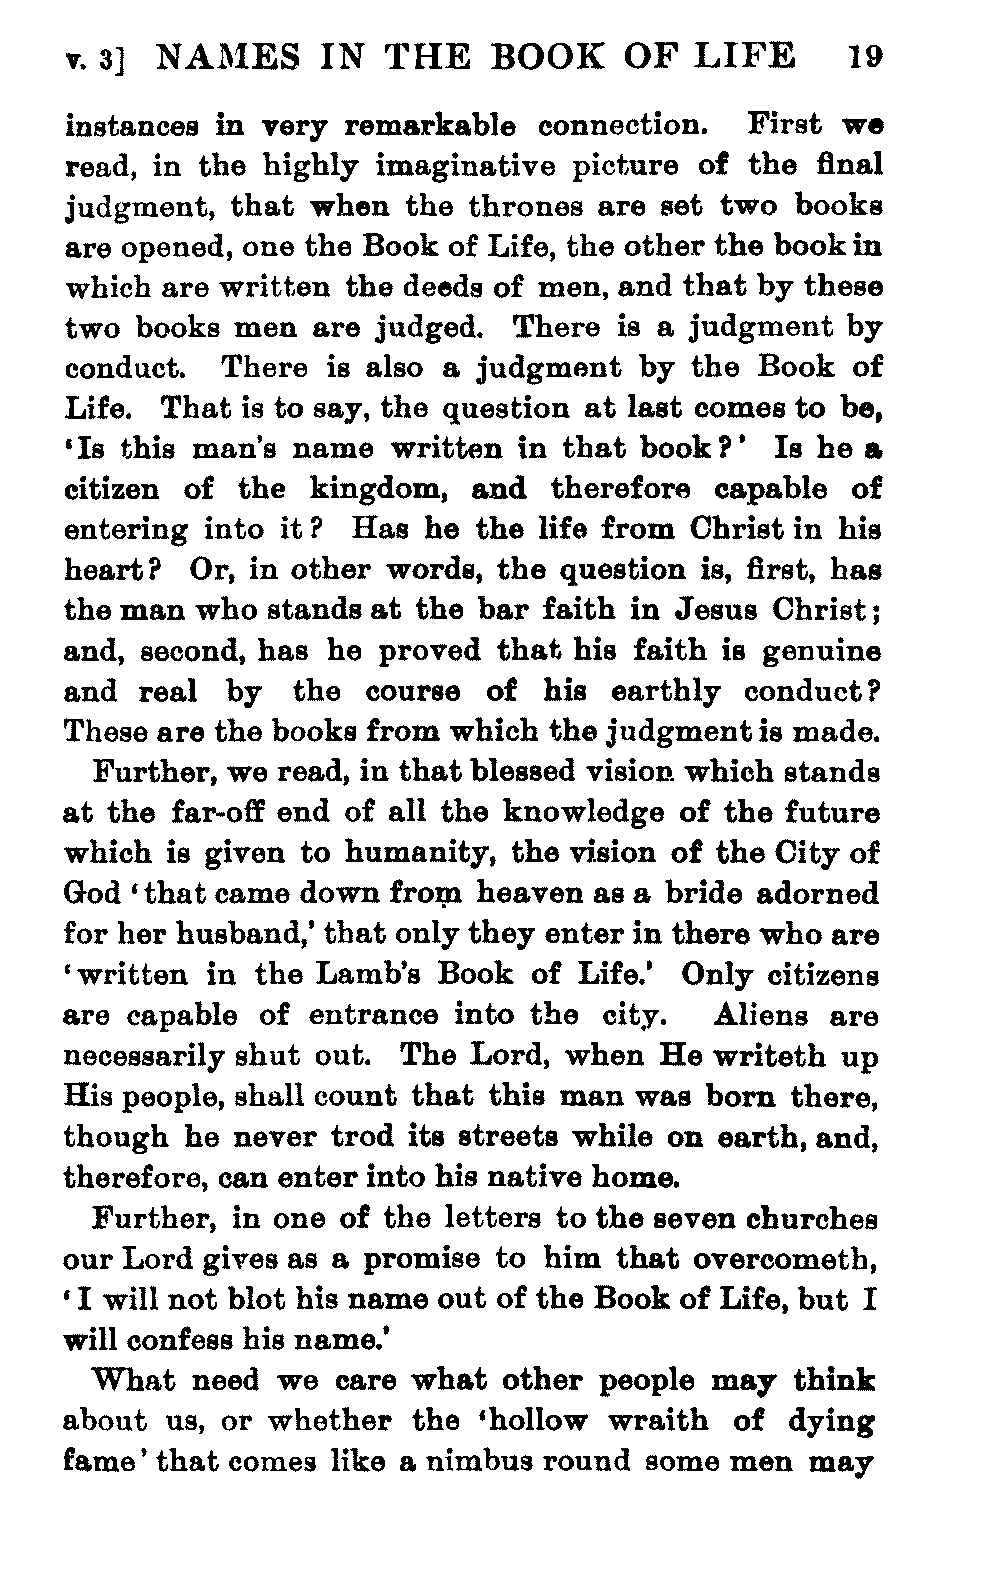 v. 3] NAMES IN THE BOOK OF LIFE 19
instances in very remarkable connection. First we
read, in the highly imaginative picture of the final
judgment, that when the thrones are set two books
are opened, one the Book of Life, the other the book in
which are written the deeds of men, and that by these
two books men are judged. There is a judgment by
conduct. There is also a judgment by the Book of
Life. That is to say, the question at last comes to be,
‘Is this man’s name written in that book?’ Is he a
citizen of the kingdom, and therefore capable of
entering into it? Has he the life from Christ in his
heart? Or, in other words, the question is, first, has
the man who stands at the bar faith in Jesus Christ;
and, second, has he proved that his faith is genuine
and real by the course of his earthly conduct?
These are the books from which the judgment is made.
Further, we read, in that blessed vision which stands
at the far-off end of all the knowledge of the future
which is given to humanity, the vision of the City of
God ‘that came down from heaven as a bride adorned
for her husband,’ that only they enter in there who are
‘written in the Lamb’s Book of Life.’ Only citizens
are capable of entrance into the city. Aliens are
necessarily shut out. The Lord, when He writeth up
His people, shall count that this man was born there,
though he never trod its streets while on earth, and,
therefore, can enter into his native home.
Further, in one of the letters to the seven churches
our Lord gives as a promise to him that overcometh,
‘I will not blot his name out of the Book of Life, but I
will confess his name.’
What need we care what other people may think
about us, or whether the ‘hollow wraith of dying
fame’ that comes like a nimbus round some men may